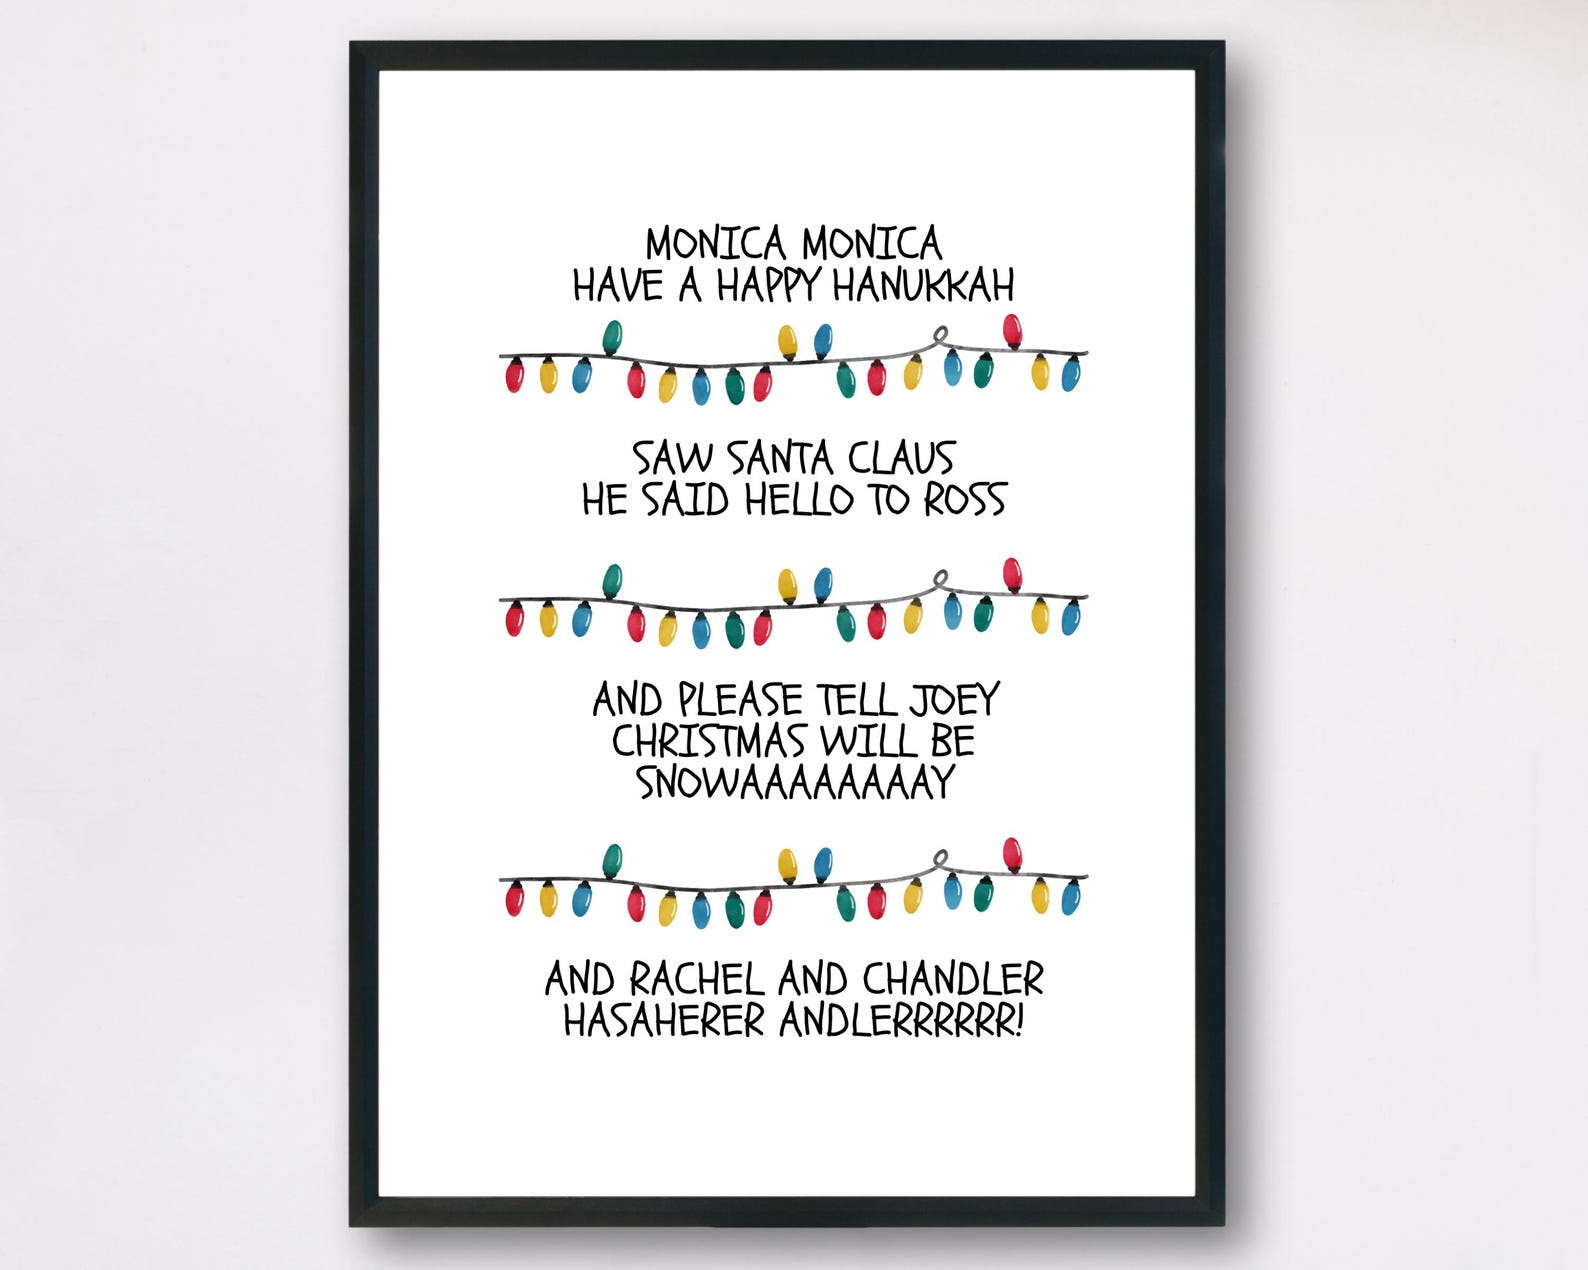 MONICA MONICA
HAVE A HAPPY HANUKKAH
SAW SANTA CLAUS
HE SAID HELLO TO ROSS
AND PLEASE TELL JOEY
CHRISTMAS WILL BE
SNOWAAAAAAAAY
AND RACHEL AND CHANDLER
HASAHERER ANDLERRRRRR!